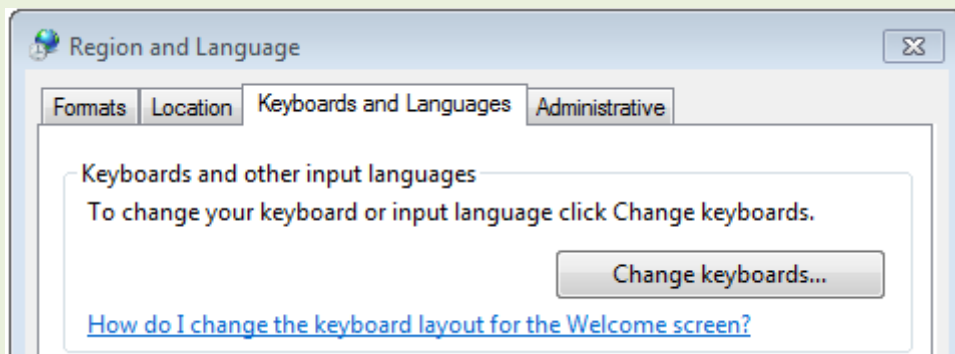 Region and Language
Formats Location Keyboards and Languages Administrative
Keyboards and other input languages
To change your keyboard or input language click Change keyboards.
Change keyboards...
How do I change the keyboard layout for the Welcome screen?